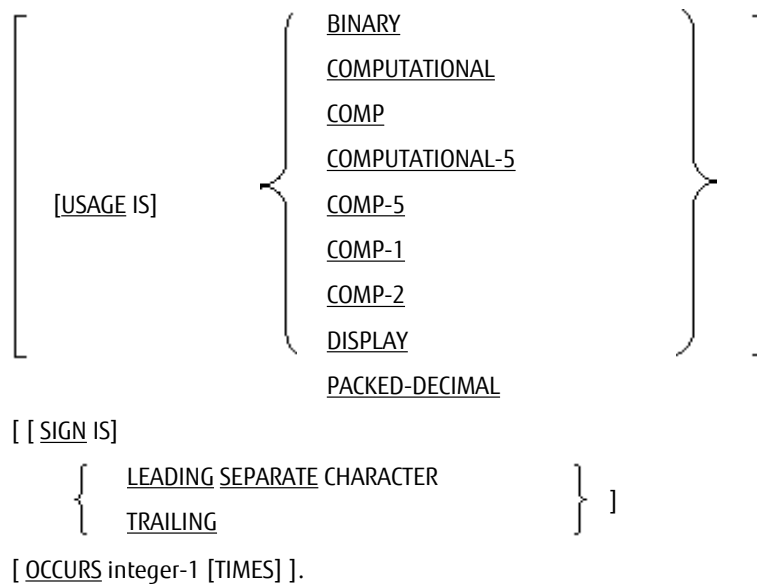 BINARY
COMPUTATIONAL
COMP
COMPUTATIONAL-5
[USAGE IS] COMP-5
COMP-1
COMP-2
DISPLAY
PACKED-DECIMAL
[ [ SIGN IS]
LEADING SEPARATE CHARACTER
TRAILING ]
[ OCCURS integer-1 [TIMES] ].